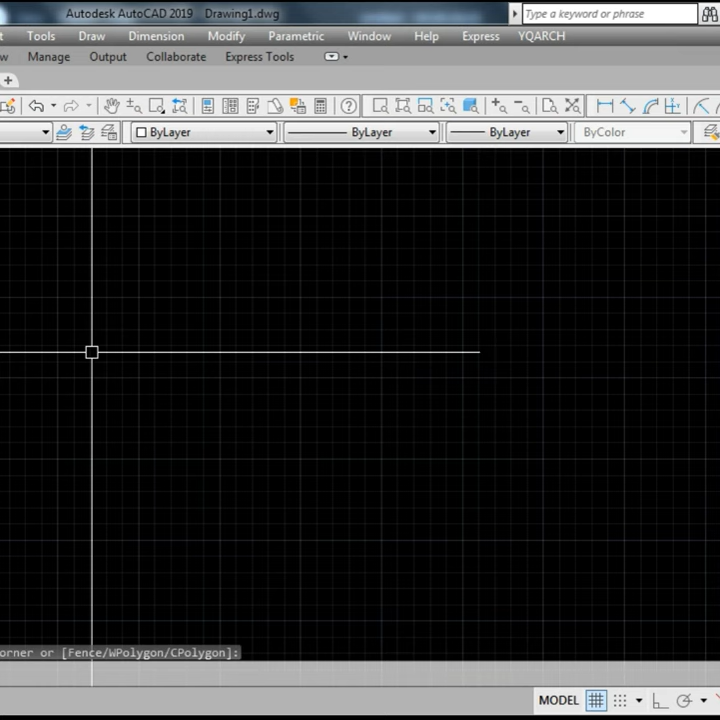 Autodesk AutoCAD 2019 Drawing1.dwg
Type a keyword or phrase
t Tools Draw Dimension Modify Parametric Window Help Express YQARCH
w Manage Output Collaborate Express Tools
+
ByLayer ByLayer ByLayer ByColor
orner or [Fence/WPolygon/CPolygon]:
MODEL